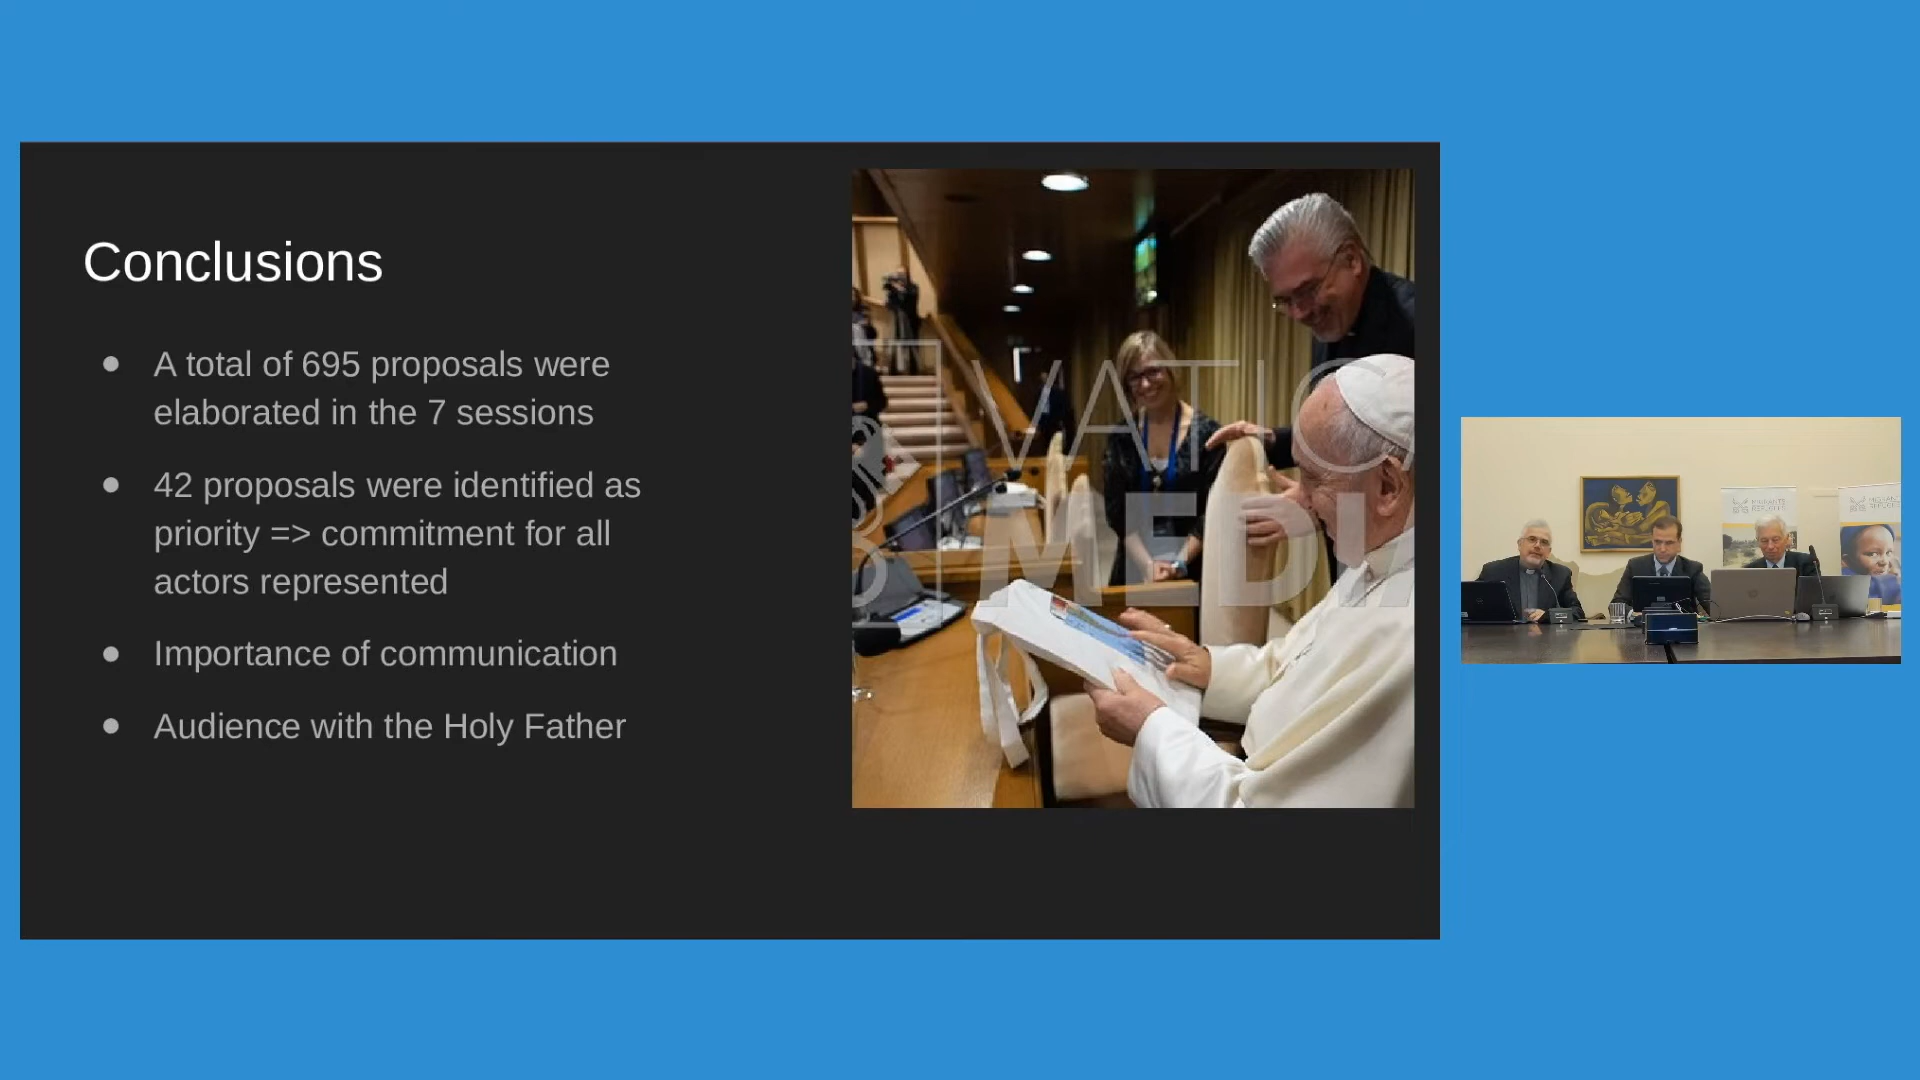 Conclusions
● A total of 695 proposals were
elaborated in the 7 sessions
● 42 proposals were identified as
priority => commitment for all
actors represented
● Importance of communication
● Audience with the Holy Father
VATIC
MEDIA